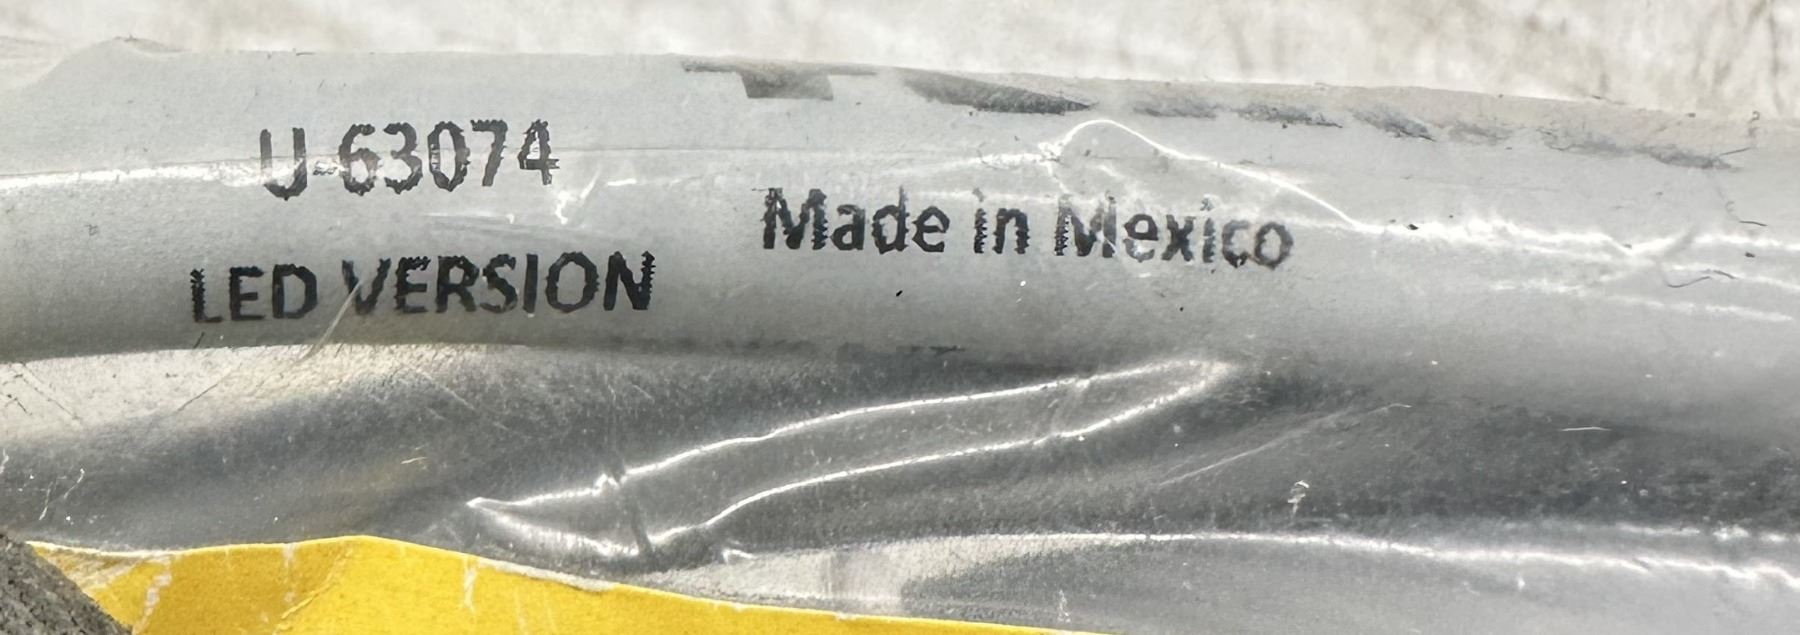 U-63074
LED VERSION
Made in Mexico